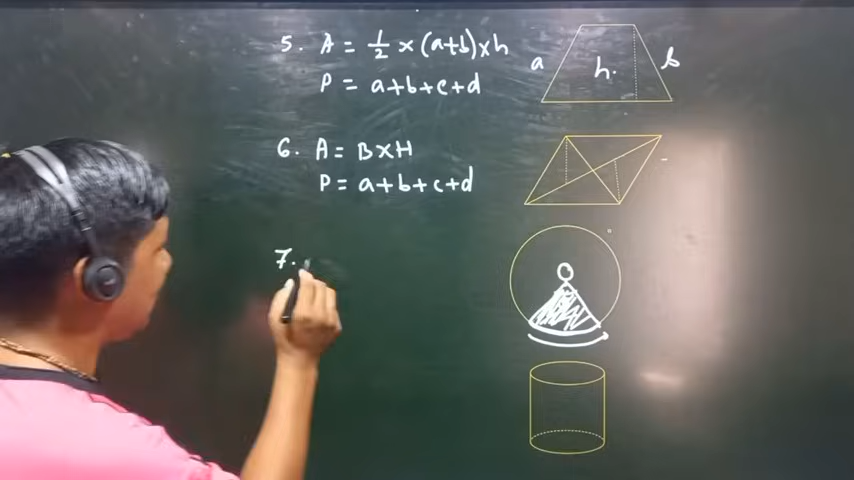 5. A = 1/2 × (a+b)×h
P = a+b+c+d
a
h.
b
6. A = B×H
P = a+b+c+d
7.